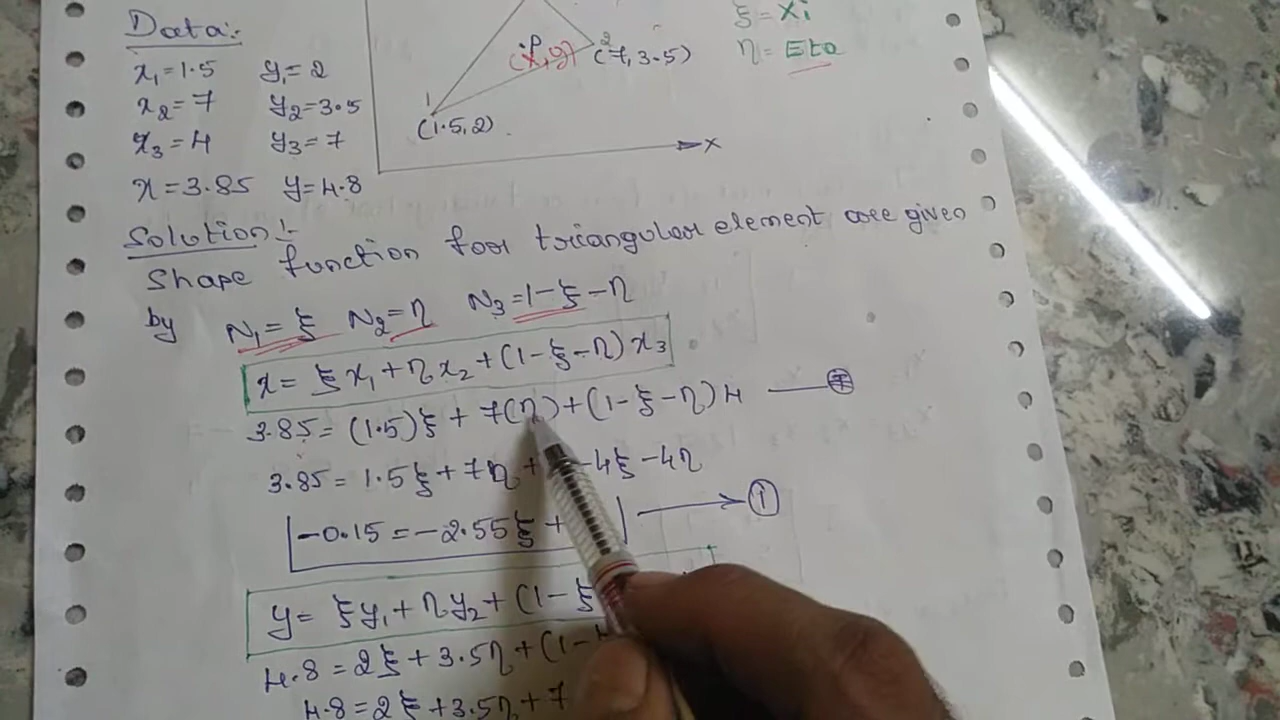 Data:-
x₁=1.5 y₁=2
x₂=7 y₂=3.5
x₃=4 y₃=7
x=3.85 y=4.8
ξ=Xi
η=Eta
P
(x,y)
2
(7,3.5)
1
(1.5,2)
x
Solution:-
Shape function for triangular element are given
by N₁=ξ N₂=η N₃=1-ξ-η
x= ξx₁+ηx₂+(1-ξ-η)x₃
3.85=(1.5)ξ+7(η)+(1-ξ-η)4
3.85=1.5ξ+7η+ -4ξ-4η
-0.15=-2.55ξ+ ①
y= ξy₁+ηy₂+(1-ξ
4.8=2ξ+3.5η+(1-
4.8=2ξ+3.5η+7